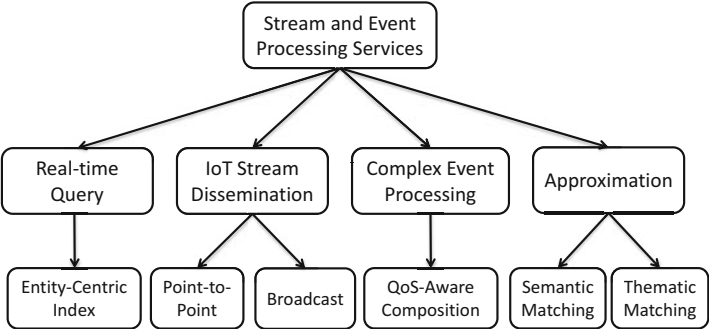 Stream and Event
Processing Services
Real-time
Query
IoT Stream
Dissemination
Complex Event
Processing
Approximation
Entity-Centric
Index
Point-to-
Point
Broadcast
QoS-Aware
Composition
Semantic
Matching
Thematic
Matching